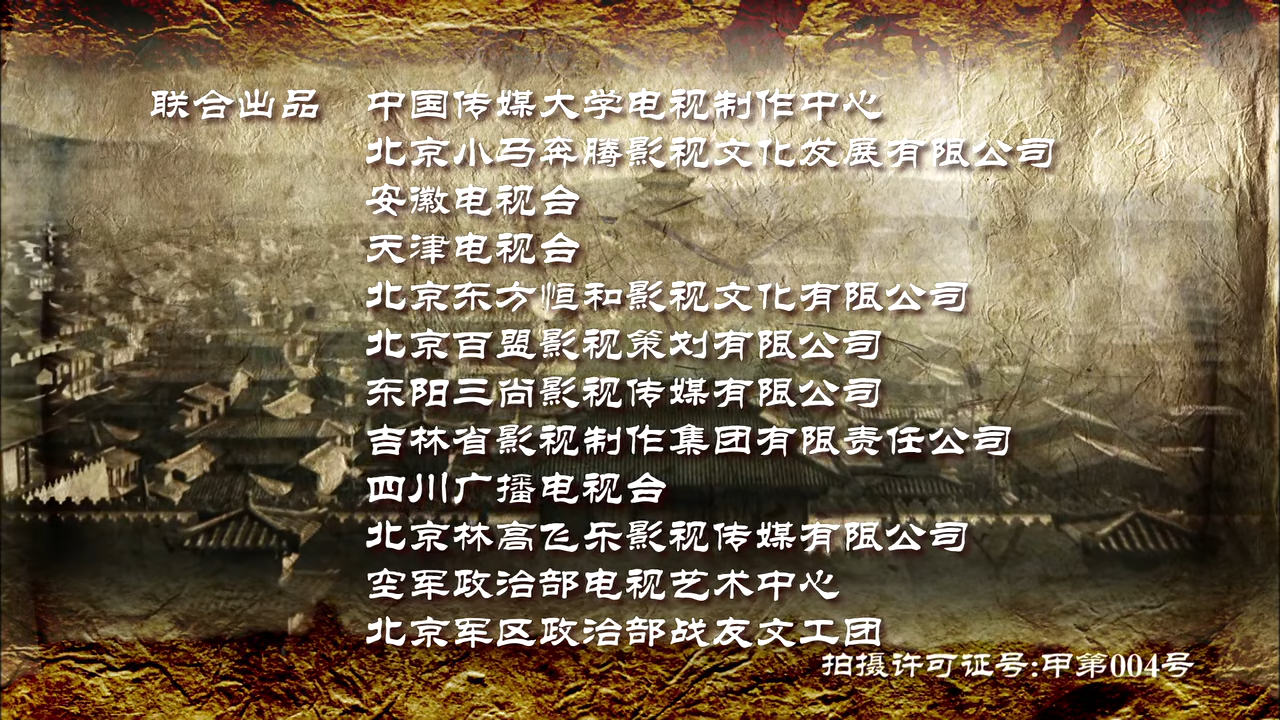 联合出品 中国传媒大学电视制作中心
北京小马奔腾影视文化发展有限公司
安徽电视台
天津电视台
北京东方恒和影视文化有限公司
北京百盟影视策划有限公司
东阳三尚影视传媒有限公司
吉林省影视制作集团有限责任公司
四川广播电视台
北京林高飞乐影视传媒有限公司
空军政治部电视艺术中心
北京军区政治部战友文工团
拍摄许可证号:甲第004号